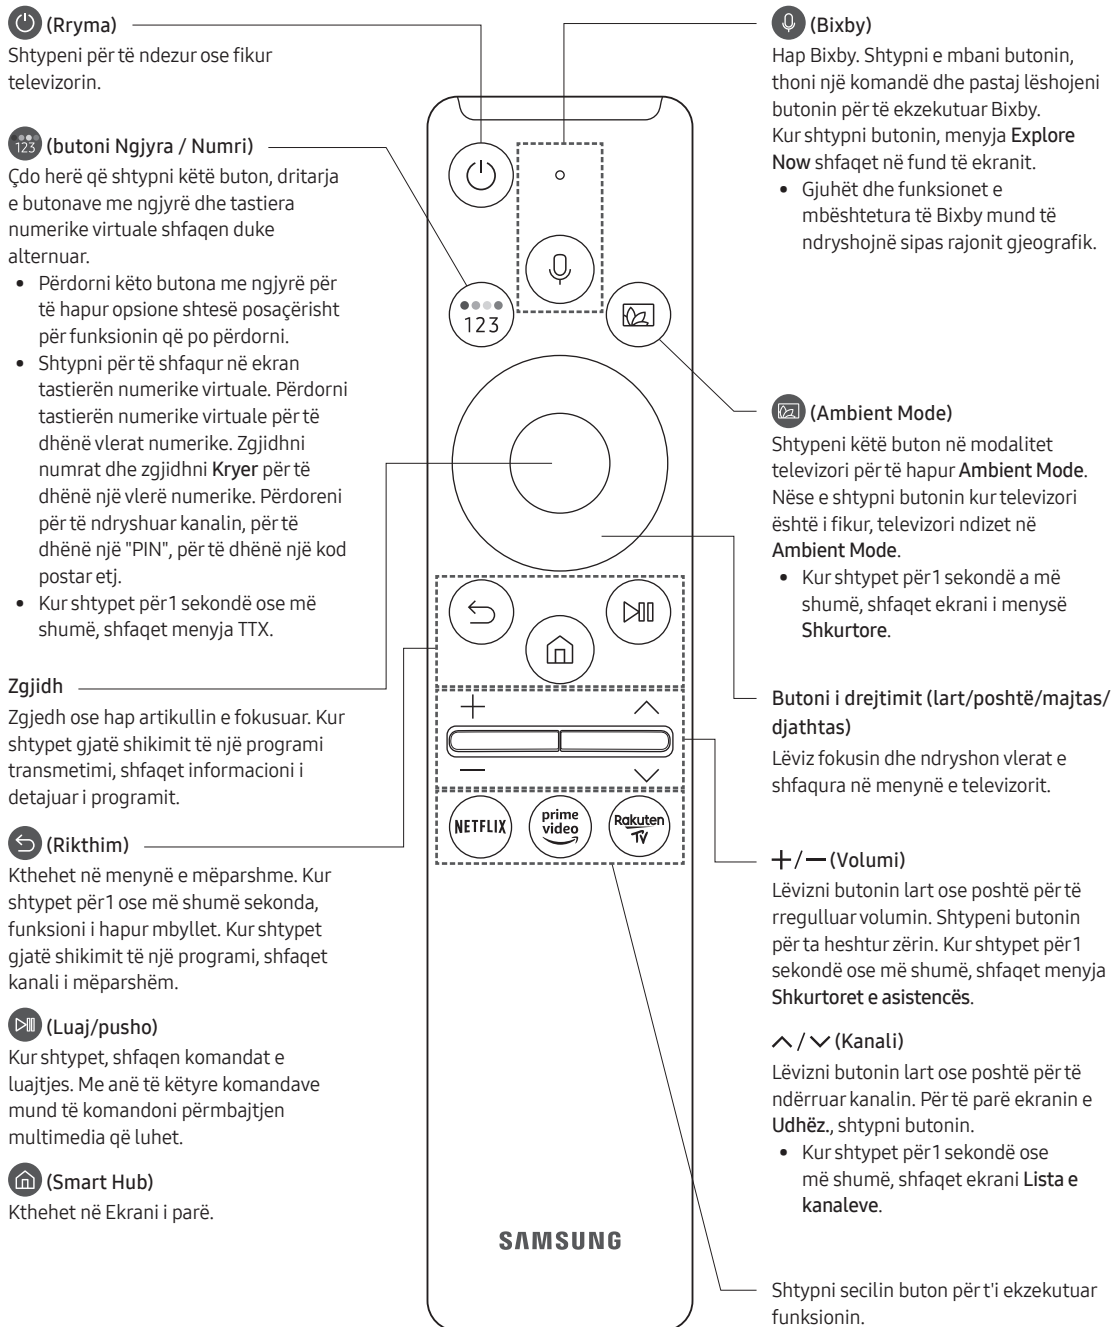 (Rryma)
Shtypeni për të ndezur ose fikur
televizorin.
123 (butoni Ngjyra / Numri)
Çdo herë që shtypni këtë buton, dritarja
e butonave me ngjyrë dhe tastiera
numerike virtuale shfaqen duke
alternuar.
• Përdorni këto butona me ngjyrë për
të hapur opsione shtesë posaçërisht
për funksionin që po përdorni.
• Shtypni për të shfaqur në ekran
tastierën numerike virtuale. Përdorni
tastierën numerike virtuale për të
dhënë vlerat numerike. Zgjidhni
numrat dhe zgjidhni Kryer për të
dhënë një vlerë numerike. Përdoreni
për të ndryshuar kanalin, për të
dhënë një "PIN", për të dhënë një kod
postar etj.
• Kur shtypet për 1 sekondë ose më
shumë, shfaqet menyja TTX.
Zgjidh
Zgjedh ose hap artikullin e fokusuar. Kur
shtypet gjatë shikimit të një programi
transmetimi, shfaqet informacioni i
detajuar i programit.
(Rikthim)
Kthehet në menynë e mëparshme. Kur
shtypet për 1 ose më shumë sekonda,
funksioni i hapur mbyllet. Kur shtypet
gjatë shikimit të një programi, shfaqet
kanali i mëparshëm.
(Luaj/pusho)
Kur shtypet, shfaqen komandat e
luajtjes. Me anë të këtyre komandave
mund të komandoni përmbajtjen
multimedia që luhet.
(Smart Hub)
Kthehet në Ekrani i parë.
123
NETFLIX
prime
video
Rakuten
TV
SAMSUNG
(Bixby)
Hap Bixby. Shtypni e mbani butonin,
thoni një komandë dhe pastaj lëshojeni
butonin për të ekzekutuar Bixby.
Kur shtypni butonin, menyja Explore
Now shfaqet në fund të ekranit.
• Gjuhët dhe funksionet e
mbështetura të Bixby mund të
ndryshojnë sipas rajonit gjeografik.
(Ambient Mode)
Shtypeni këtë buton në modalitet
televizori për të hapur Ambient Mode.
Nëse e shtypni butonin kur televizori
është i fikur, televizori ndizet në
Ambient Mode.
• Kur shtypet për 1 sekondë a më
shumë, shfaqet ekrani i menysë
Shkurtore.
Butoni i drejtimit (lart/poshtë/majtas/
djathtas)
Lëviz fokusin dhe ndryshon vlerat e
shfaqura në menynë e televizorit.
+/− (Volumi)
Lëvizni butonin lart ose poshtë për të
rregulluar volumin. Shtypeni butonin
për ta heshtur zërin. Kur shtypet për 1
sekondë ose më shumë, shfaqet menyja
Shkurtoret e asistencës.
/ (Kanali)
Lëvizni butonin lart ose poshtë për të
ndërruar kanalin. Për të parë ekranin e
Udhëz., shtypni butonin.
• Kur shtypet për 1 sekondë ose
më shumë, shfaqet ekrani Lista e
kanaleve.
Shtypni secilin buton për t'i ekzekutuar
funksionin.